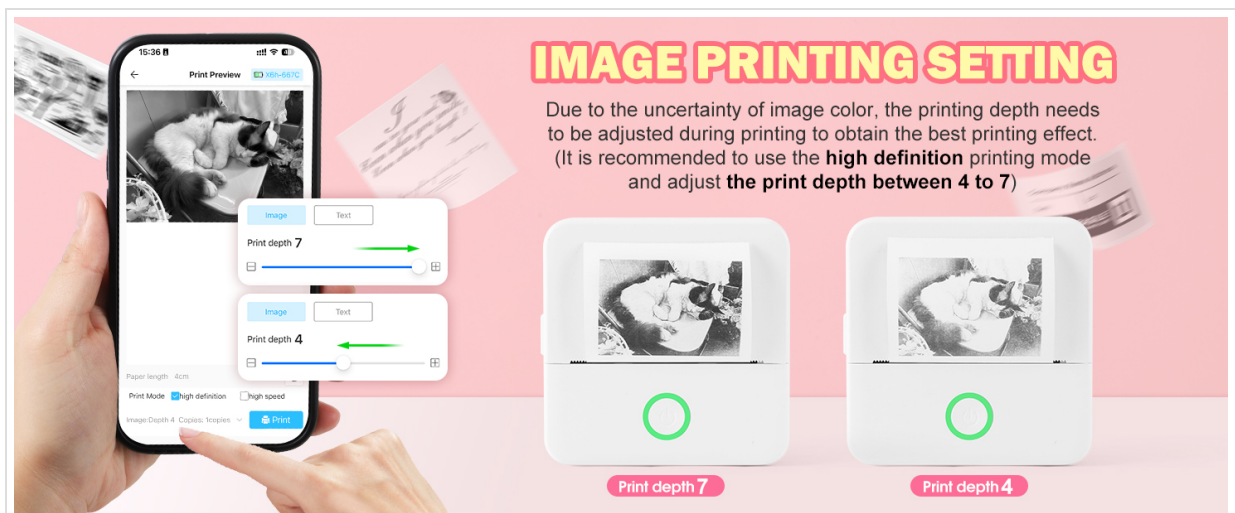 IMAGE PRINTING SETTING
Due to the uncertainty of image color, the printing depth needs
to be adjusted during printing to obtain the best printing effect.
(It is recommended to use the high definition printing mode
and adjust the print depth between 4 to 7)
15:36
Print Preview
X6h-667C
Image Text
Print depth 7
Image Text
Print depth 4
Paper length 4cm
Print Mode high definition high speed
Image:Depth 4 Copies: 1copies
Print
Print depth 7
Print depth 4